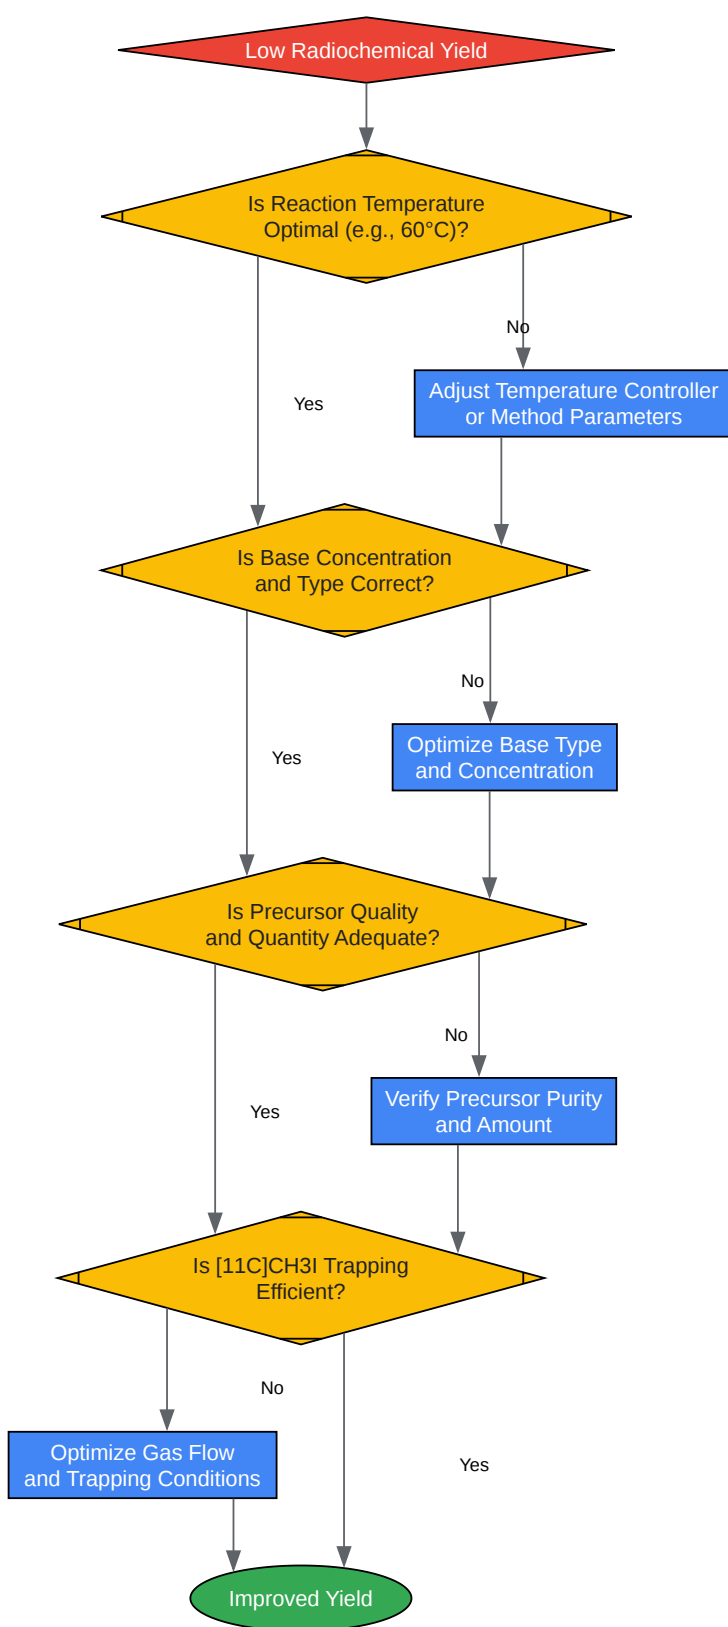 Low Radiochemical Yield
Is Reaction Temperature
Optimal (e.g., 60°C)?
No
Adjust Temperature Controller
or Method Parameters
Yes
Is Base Concentration
and Type Correct?
No
Optimize Base Type
and Concentration
Yes
Is Precursor Quality
and Quantity Adequate?
No
Verify Precursor Purity
and Amount
Yes
Is [11C]CH3I Trapping
Efficient?
No
Optimize Gas Flow
and Trapping Conditions
Yes
Improved Yield